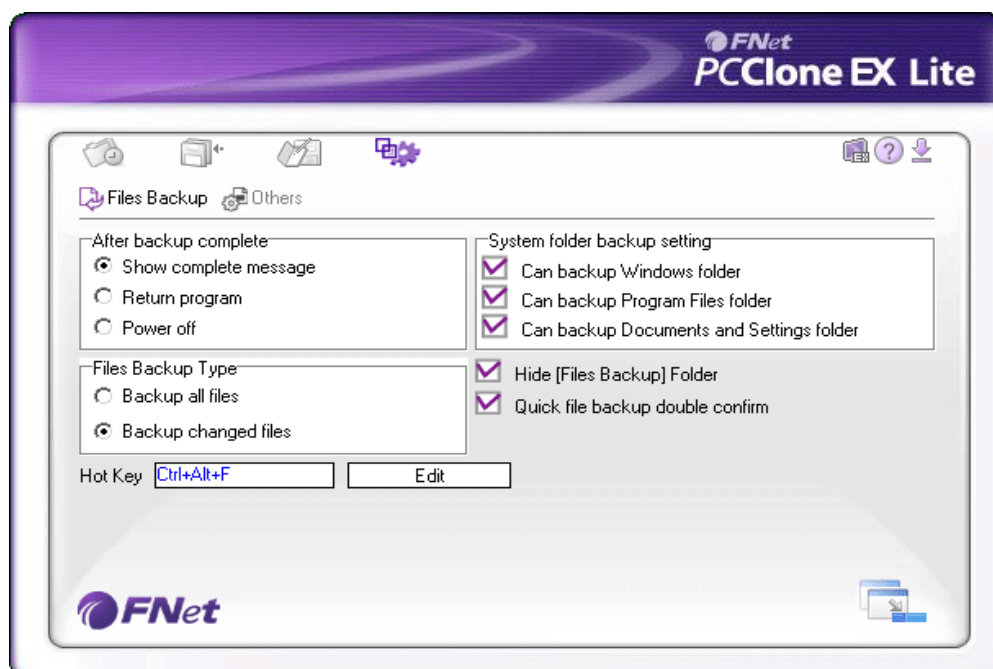 FNet
PCClone EX Lite
Files Backup Others
After backup complete
Show complete message
Return program
Power off
System folder backup setting
Can backup Windows folder
Can backup Program Files folder
Can backup Documents and Settings folder
Files Backup Type
Backup all files
Backup changed files
Hide [Files Backup] Folder
Quick file backup double confirm
Hot Key Ctrl+Alt+F Edit
FNet